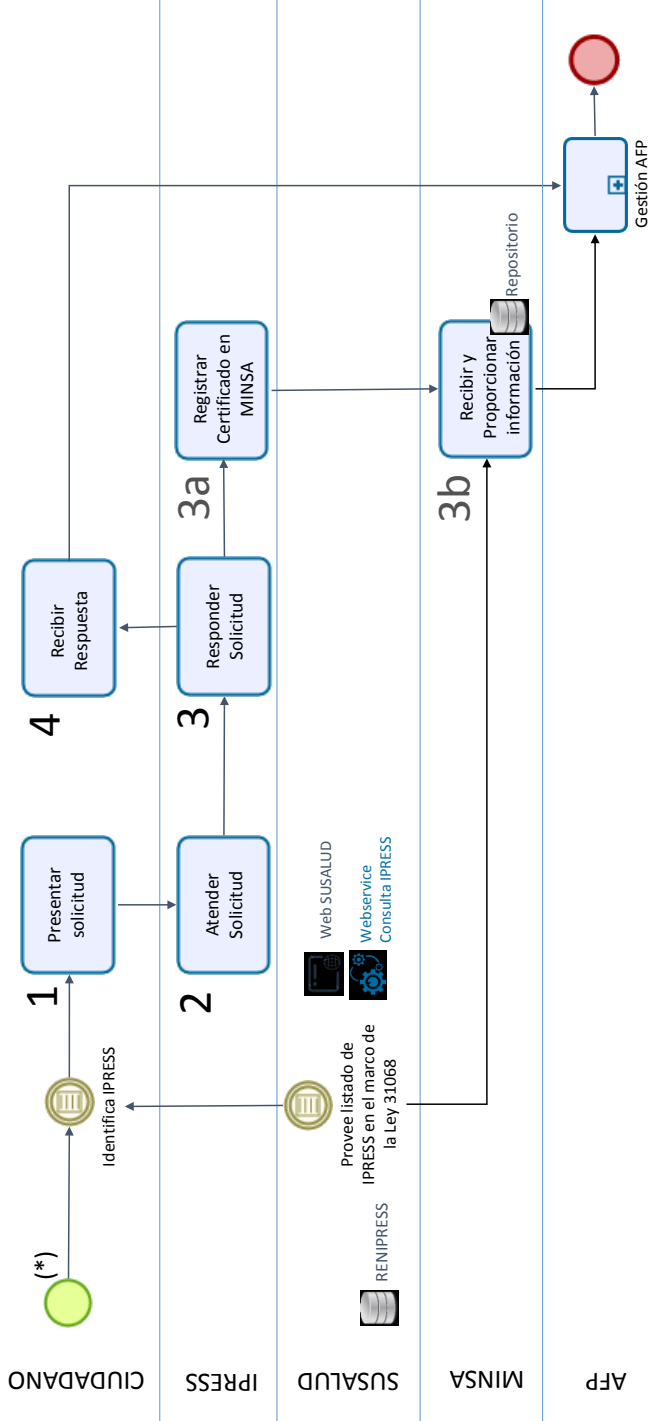 CIUDADANO
(*)
Identifica IPRESS
1
Presentar
solicitud
4
Recibir
Respuesta
IPRESS
2
Atender
Solicitud
3
Responder
Solicitud
3a
Registrar
Certificado en
MINSA
SUSALUD
RENIPRESS
Provee listado de
IPRESS en el marco de
la Ley 31068
Web SUSALUD
Webservice
Consulta IPRESS
MINSA
3b
Recibir y
Proporcionar
información
Repositorio
AFP
Gestión AFP